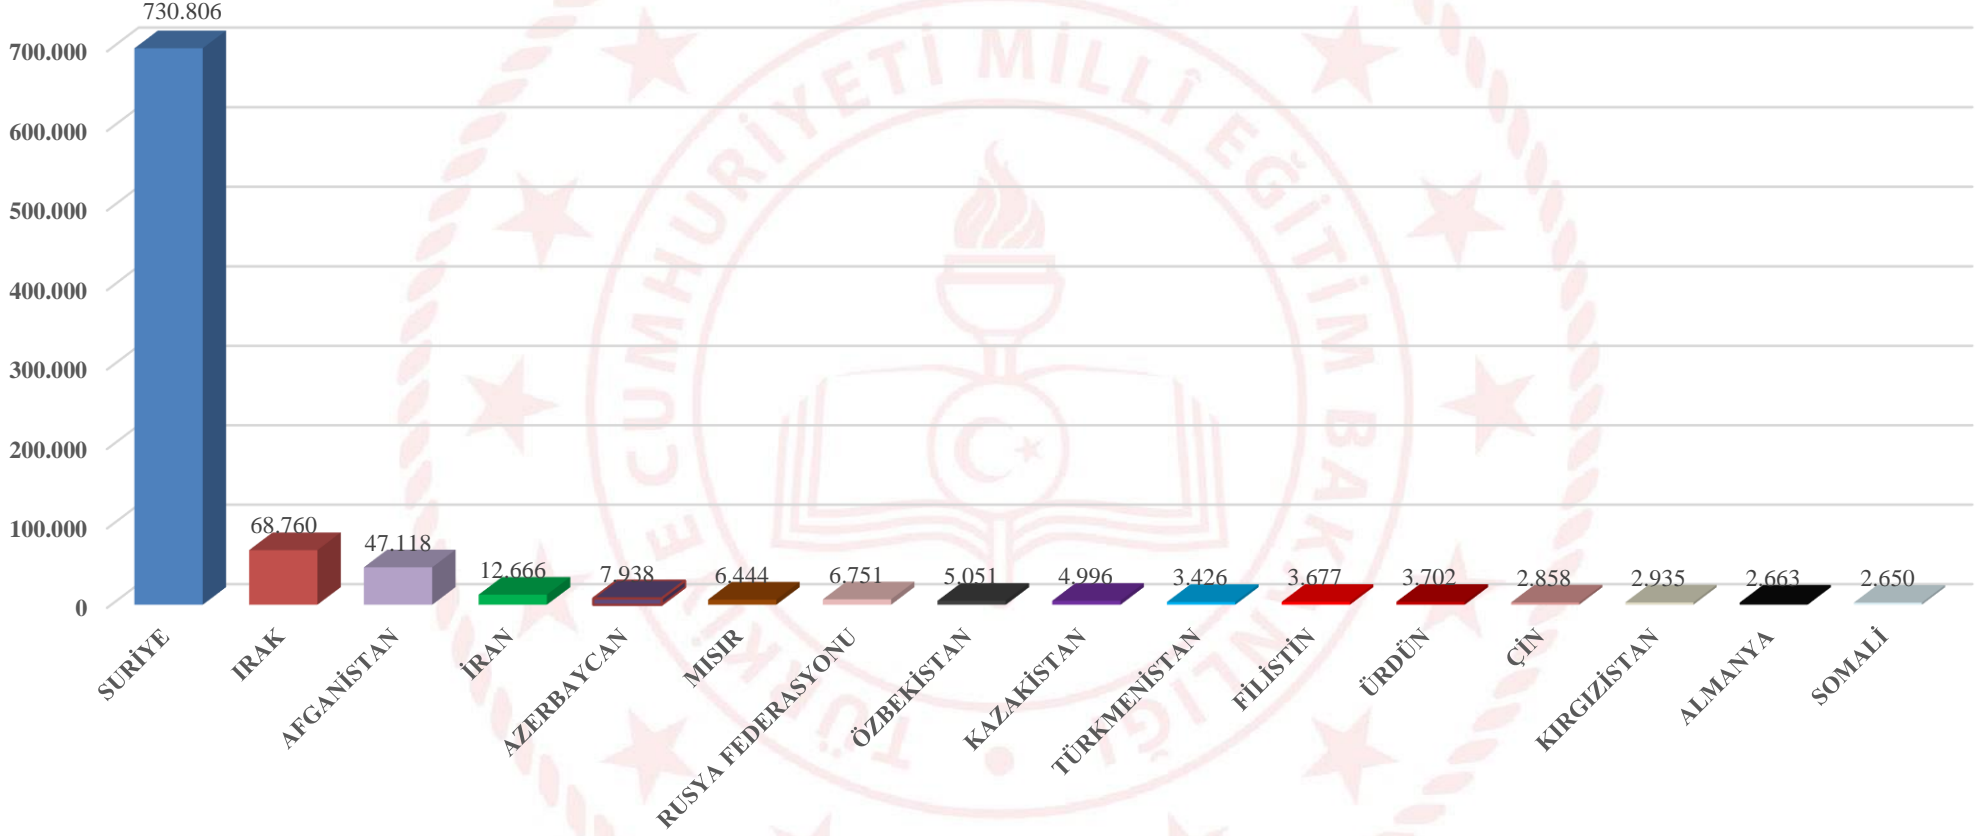 730.806
700.000
600.000
500.000
400.000
300.000
200.000
100.000
0
68.760
47.118
12.666
7.938
6.444
6.751
5.051
4.996
3.426
3.677
3.702
2.858
2.935
2.663
2.650
SURİYE
IRAK
AFGANİSTAN
İRAN
AZERBAYCAN
MISIR
RUSYA FEDERASYONU
ÖZBEKİSTAN
KAZAKİSTAN
TÜRKMENİSTAN
FİLİSTİN
ÜRDÜN
ÇİN
KIRGIZİSTAN
ALMANYA
SOMALİ
TÜRKİYE CUMHURİYETİ MİLLÎ EĞİTİM BAKANLIĞI